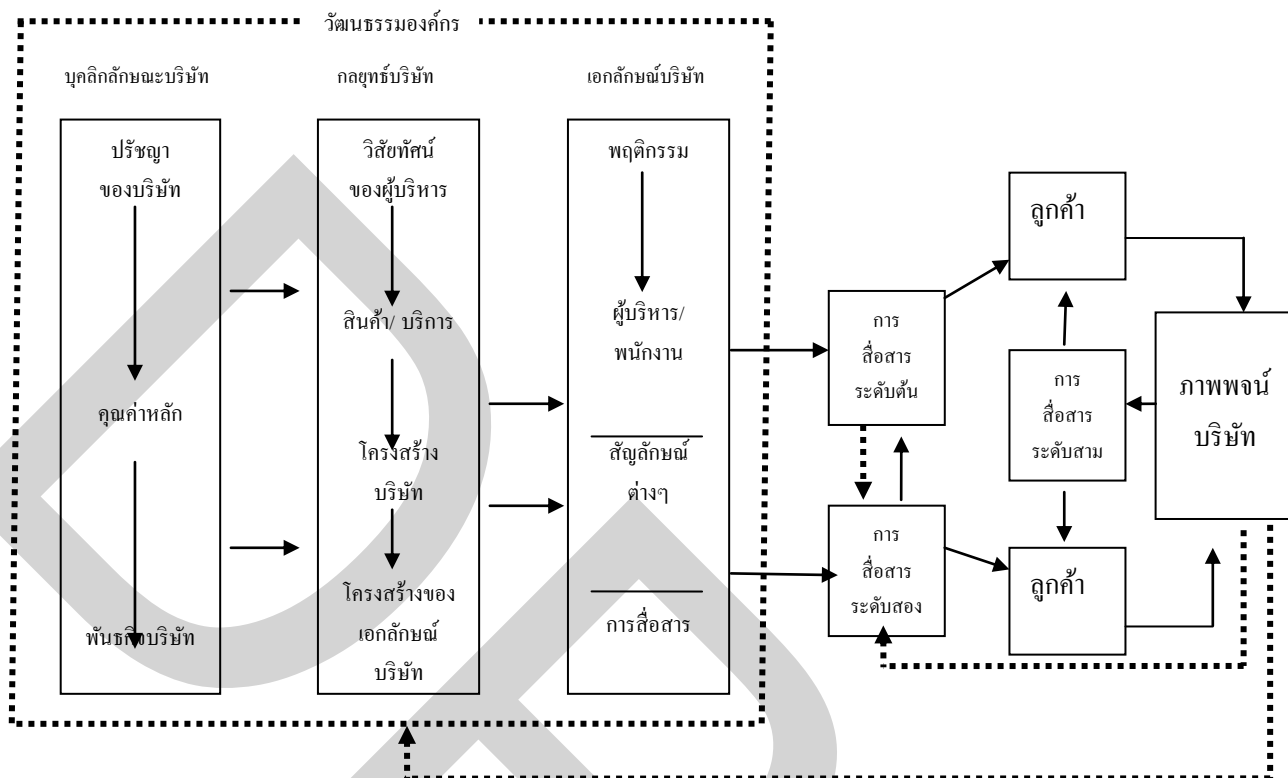 วัฒนธรรมองค์กร
บุคลิกลักษณะบริษัท
กลยุทธ์บริษัท
เอกลักษณ์บริษัท
ปรัชญา
ของบริษัท
คุณค่าหลัก
พันธกิจบริษัท
วิสัยทัศน์
ของผู้บริหาร
สินค้า/ บริการ
โครงสร้าง
บริษัท
โครงสร้างของ
เอกลักษณ์
บริษัท
พฤติกรรม
ผู้บริหาร/
พนักงาน
สัญลักษณ์
ต่างๆ
การสื่อสาร
การ
สื่อสาร
ระดับต้น
การ
สื่อสาร
ระดับสอง
ลูกค้า
การ
สื่อสาร
ระดับสาม
ลูกค้า
ภาพพจน์
บริษัท